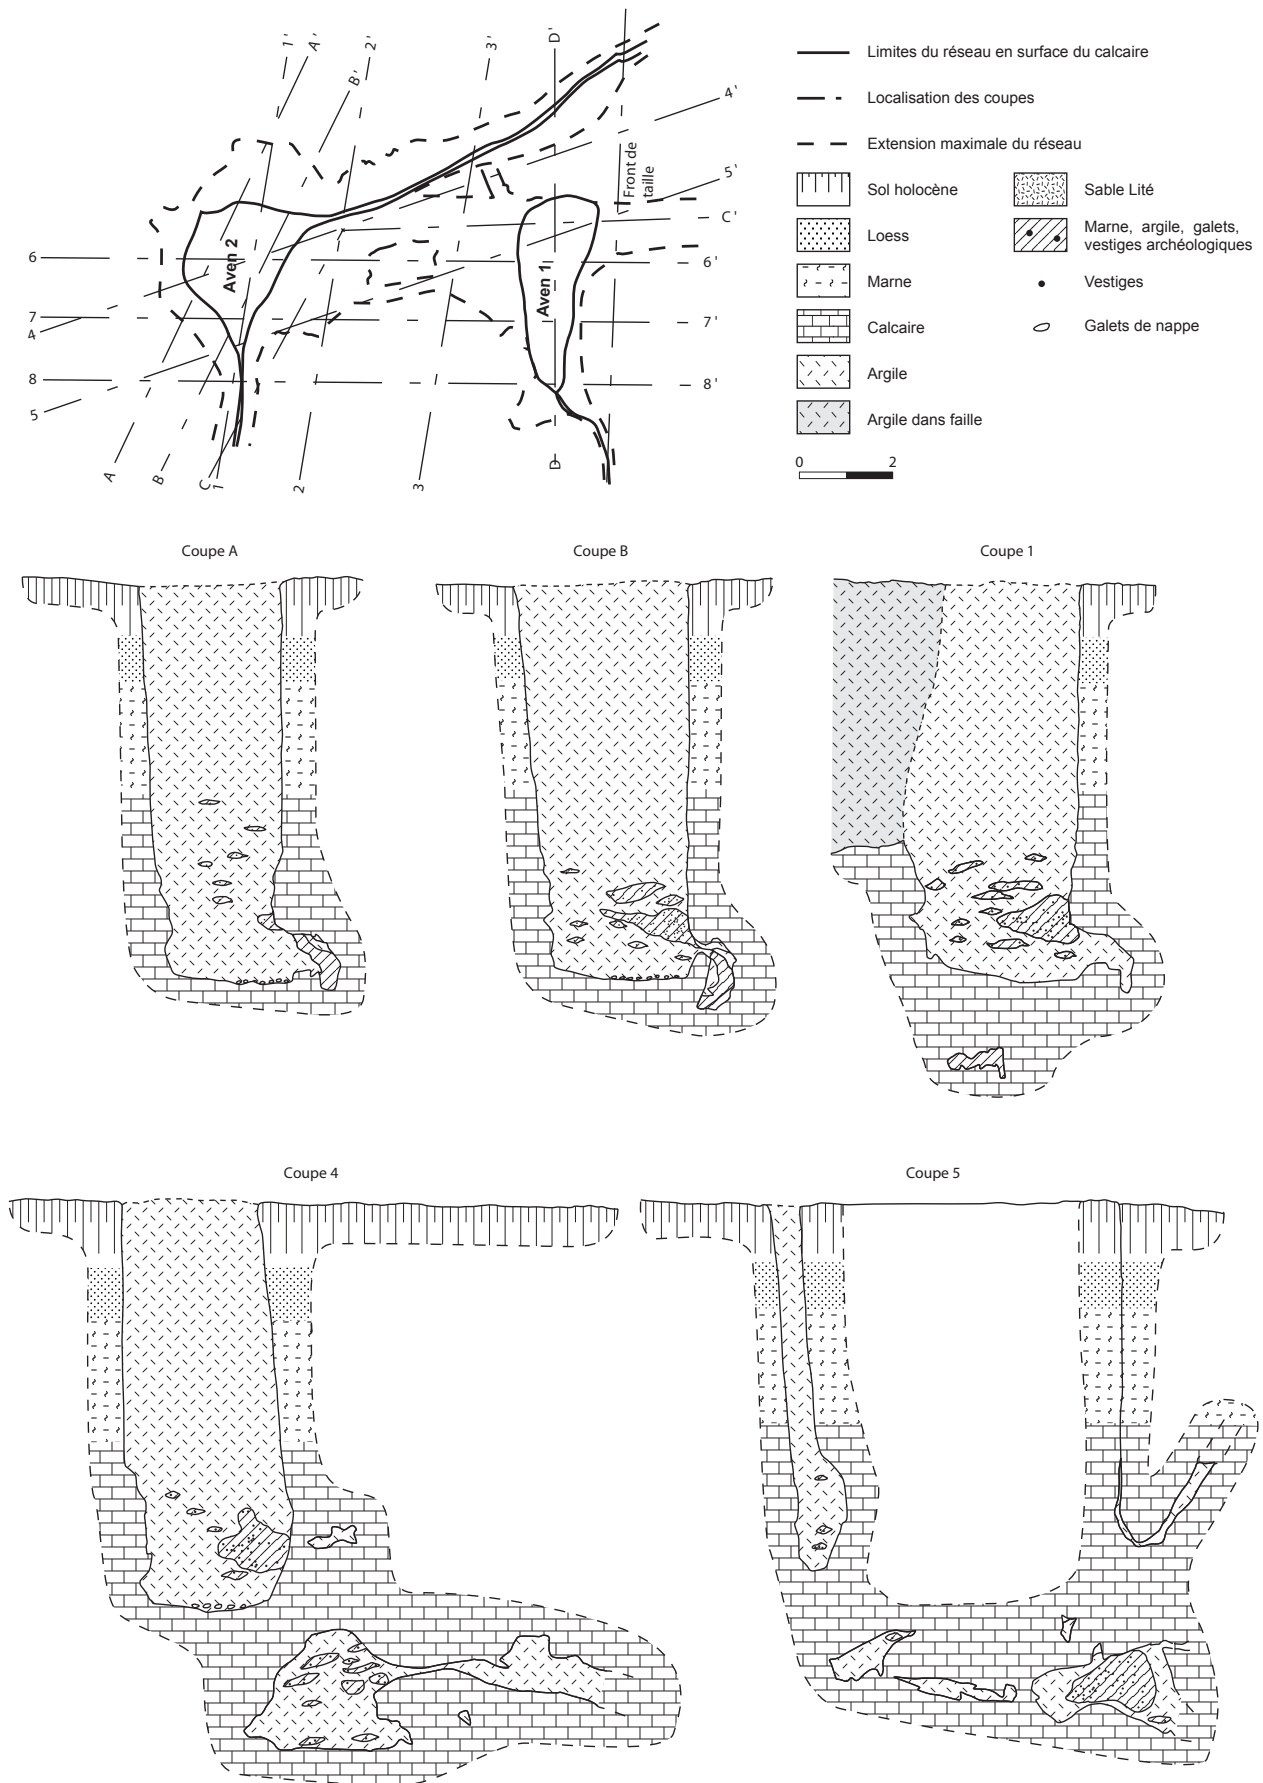 1'
A'
2'
B'
3'
D'
4'
5'
C'
6'
7'
8'
Front de
taille
Aven 2
Aven 1
6
7
4
8
5
A
B
C
1
2
3
D
Limites du réseau en surface du calcaire
Localisation des coupes
Extension maximale du réseau
Sol holocène
Loess
Marne
Calcaire
Argile
Argile dans faille
Sable Lité
Marne, argile, galets,
vestiges archéologiques
Vestiges
Galets de nappe
0 2
Coupe A
Coupe B
Coupe 1
Coupe 4
Coupe 5